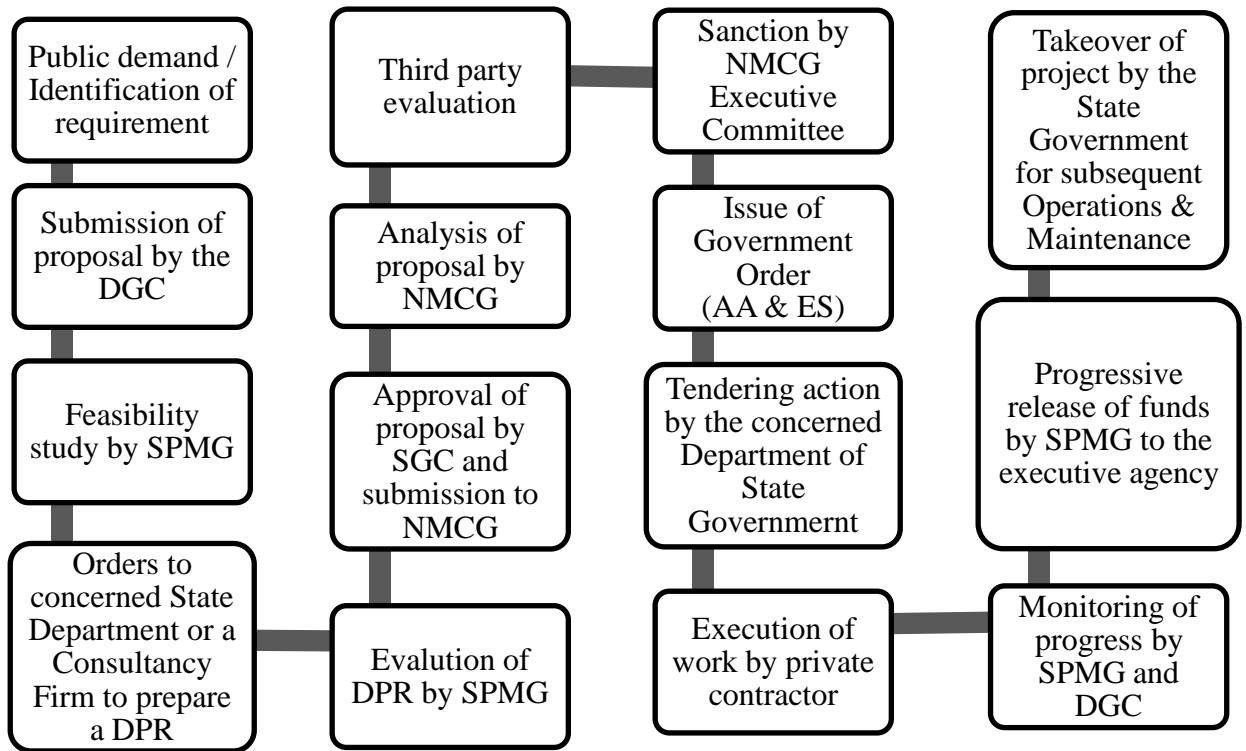 Public demand /
Identification of
requirement
Submission of
proposal by the
DGC
Feasibility
study by SPMG
Orders to
concerned State
Department or a
Consultancy
Firm to prepare
a DPR
Evalution of
DPR by SPMG
Approval of
proposal by
SGC and
submission to
NMCG
Analysis of
proposal by
NMCG
Third party
evaluation
Sanction by
NMCG
Executive
Committee
Issue of
Government
Order
(AA & ES)
Tendering action
by the concerned
Department of
State
Governernt
Execution of
work by private
contractor
Monitoring of
progress by
SPMG and
DGC
Progressive
release of funds
by SPMG to the
executive agency
Takeover of
project by the
State
Government
for subsequent
Operations &
Maintenance